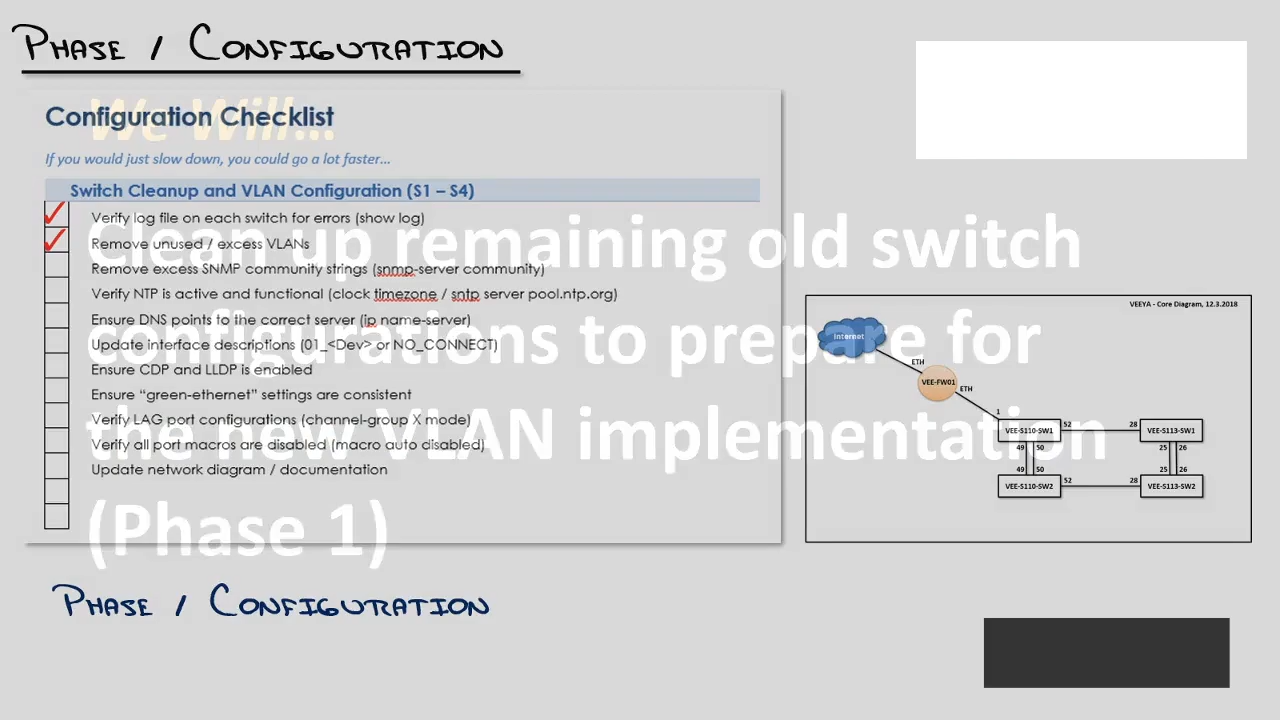 PHASE 1 CONFIGURATION
We Will...
Configuration Checklist
If you would just slow down, you could go a lot faster...
Switch Cleanup and VLAN Configuration (S1 – S4)
Verify log file on each switch for errors (show log)
Remove unused / excess VLANs
Remove excess SNMP community strings (snmp-server community)
Verify NTP is active and functional (clock timezone / sntp server pool.ntp.org)
Ensure DNS points to the correct server (ip name-server)
Update interface descriptions (01_<Dev> or NO_CONNECT)
Ensure CDP and LLDP is enabled
Ensure “green-ethernet” settings are consistent
Verify LAG port configurations (channel-group X mode)
Verify all port macros are disabled (macro auto disabled)
Update network diagram / documentation
Clean up remaining old switch
configurations to prepare for
the new VLAN implementation
(Phase 1)
VEEYA - Core Diagram, 12.3.2018
Internet
ETH
VEE-FW01
ETH
1
VEE-S110-SW1 52 28 VEE-S113-SW1
49 50 25 26
49 50 25 26
VEE-S110-SW2 52 28 VEE-S113-SW2
PHASE 1 CONFIGURATION